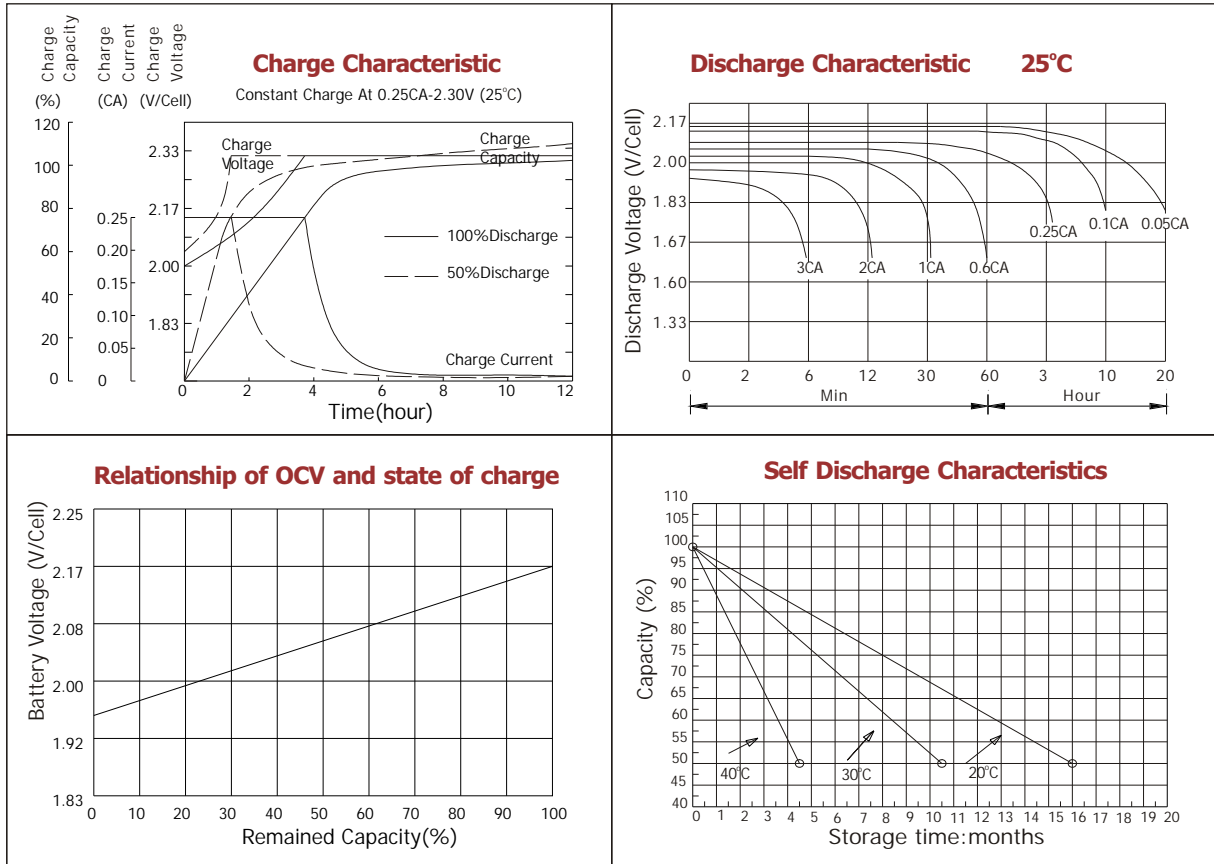 Charge Capacity
Charge Current
Charge Voltage
(%) (CA) (V/Cell)
Charge Characteristic
Constant Charge At 0.25CA-2.30V (25°C)
120
100
80
60
40
20
0
0.25
0.20
0.15
0.10
0.05
0
2.33
2.17
2.00
1.83
Charge Voltage
Charge Capacity
100%Discharge
50%Discharge
Charge Current
0 2 4 6 8 10 12
Time(hour)
Discharge Characteristic 25°C
Discharge Voltage (V/Cell)
2.17
2.00
1.83
1.67
1.60
1.33
3CA 2CA 1CA 0.6CA 0.25CA 0.1CA 0.05CA
0 2 6 12 30 60 3 10 20
Min Hour
Relationship of OCV and state of charge
Battery Voltage (V/Cell)
2.25
2.17
2.08
2.00
1.92
1.83
0 10 20 30 40 50 60 70 80 90 100
Remained Capacity(%)
Self Discharge Characteristics
Capacity (%)
110
100
95
90
85
80
75
70
65
60
55
50
45
40
40°C 30°C 20°C
0 1 2 3 4 5 6 7 8 9 10 11 12 13 14 15 16 17 18 19 20
Storage time:months